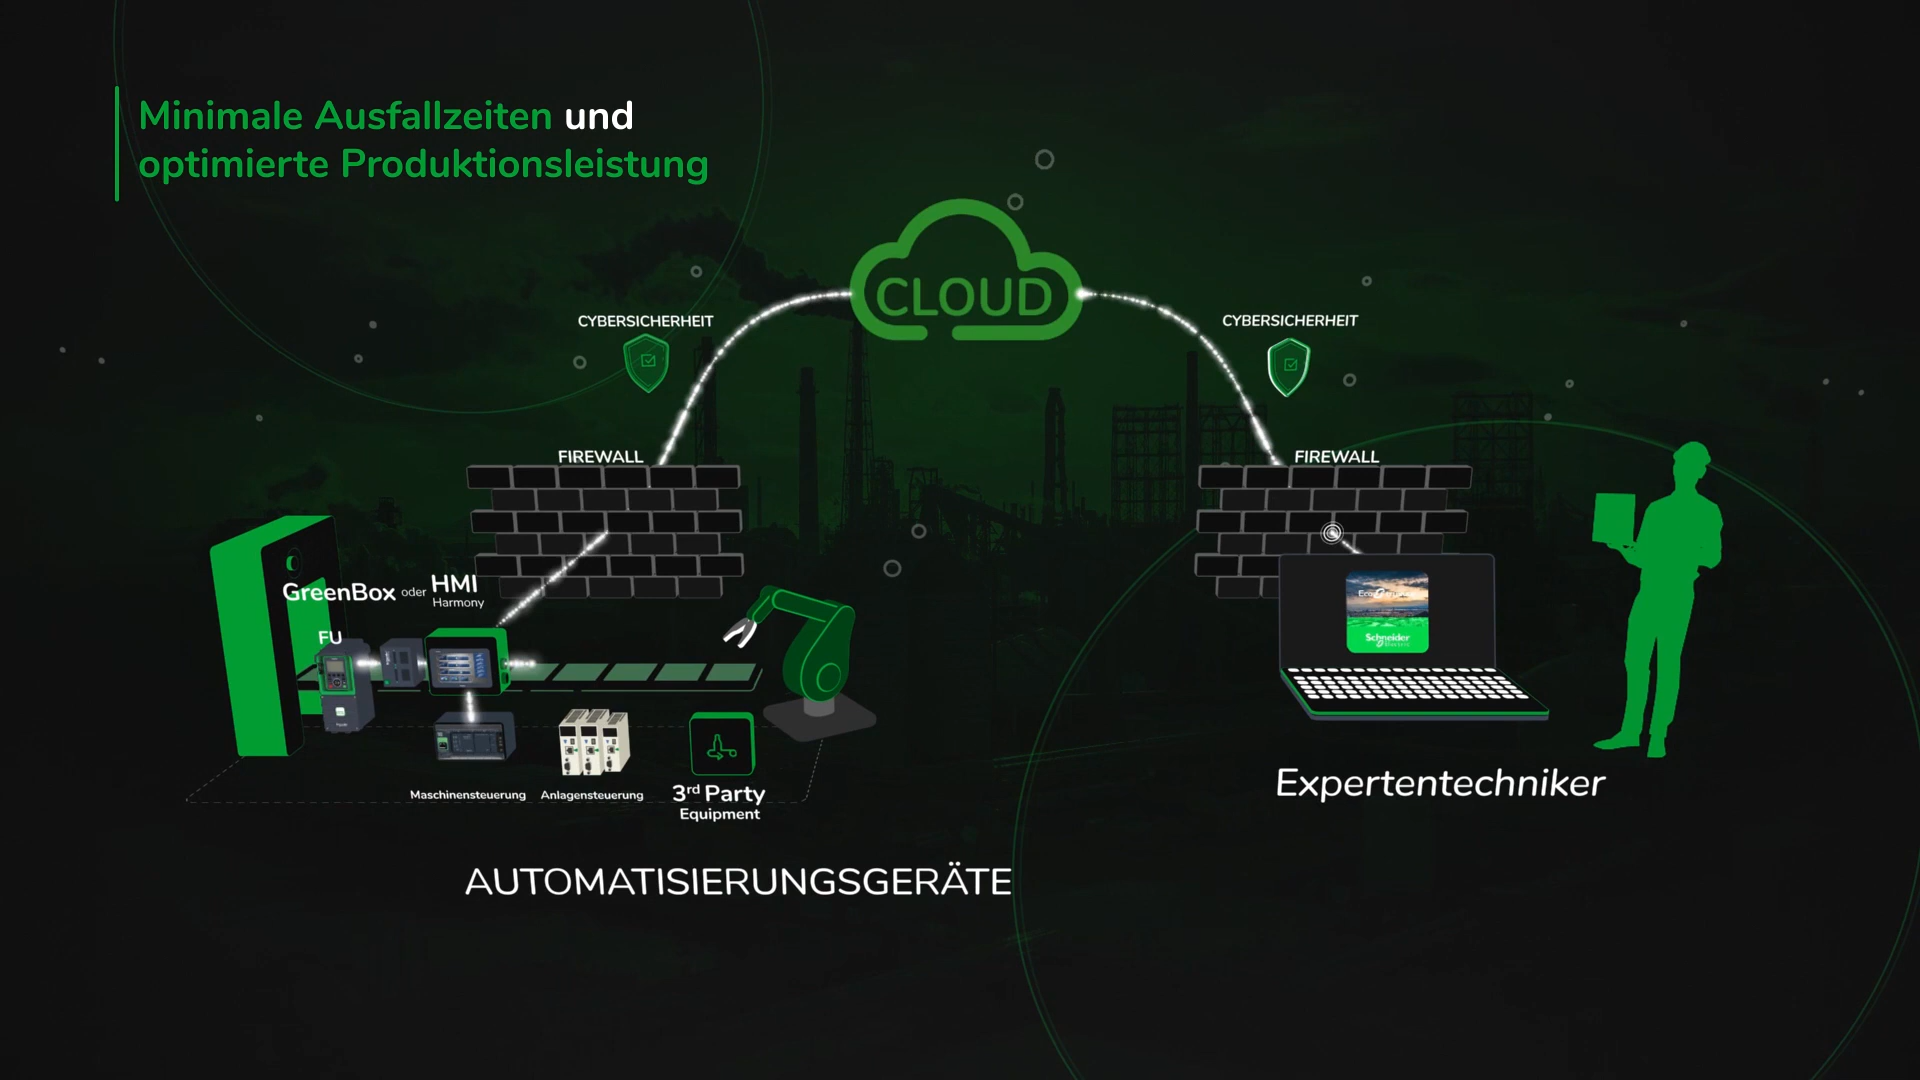 Minimale Ausfallzeiten und
optimierte Produktionsleistung
CLOUD
CYBERSICHERHEIT
CYBERSICHERHEIT
FIREWALL
FIREWALL
GreenBox oder HMI
Harmony
FU
Schneider
Electric
Maschinensteuerung
Anlagensteuerung
3rd Party
Equipment
Expertentechniker
AUTOMATISIERUNGSGERÄTE